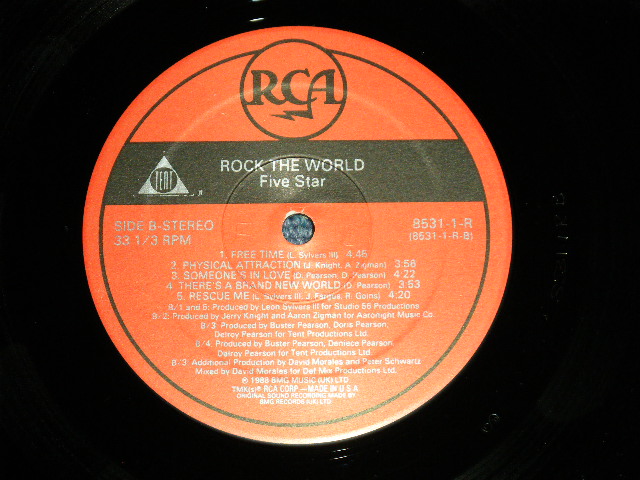 RCA
TENT
ROCK THE WORLD
Five Star
SIDE B-STEREO
33 1/3 RPM
8531-1-R
(8531-1-R-B)
1. FREE TIME (L. Sylvers III) 4:46
2. PHYSICAL ATTRACTION (J. Knight, A. Zigman) 3:56
3. SOMEONE'S IN LOVE (D. Pearson, D. Pearson) 4:22
4. THERE'S A BRAND NEW WORLD (D. Pearson) 3:53
5. RESCUE ME (L. Sylvers III, J. Fargus, R. Goins) 4:20
B/1 and 5: Produced by Leon Sylvers III for Studio 56 Productions
B/2: Produced by Jerry Knight and Aaron Zigman for Aaronight Music Co.
B/3: Produced by Buster Pearson, Doris Pearson,
Delroy Pearson for Tent Productions Ltd.
B/4: Produced by Buster Pearson, Deniece Pearson,
Delroy Pearson for Tent Productions Ltd.
B/3: Additional Production by David Morales and Peter Schwartz
Mixed by David Morales for Def Mix Productions Ltd.
℗ 1988 BMG MUSIC (UK) LTD
TMK(s)® RCA CORP.—MADE IN U.S.A.
ORIGINAL SOUND RECORDING MADE BY
BMG RECORDS (UK) LTD